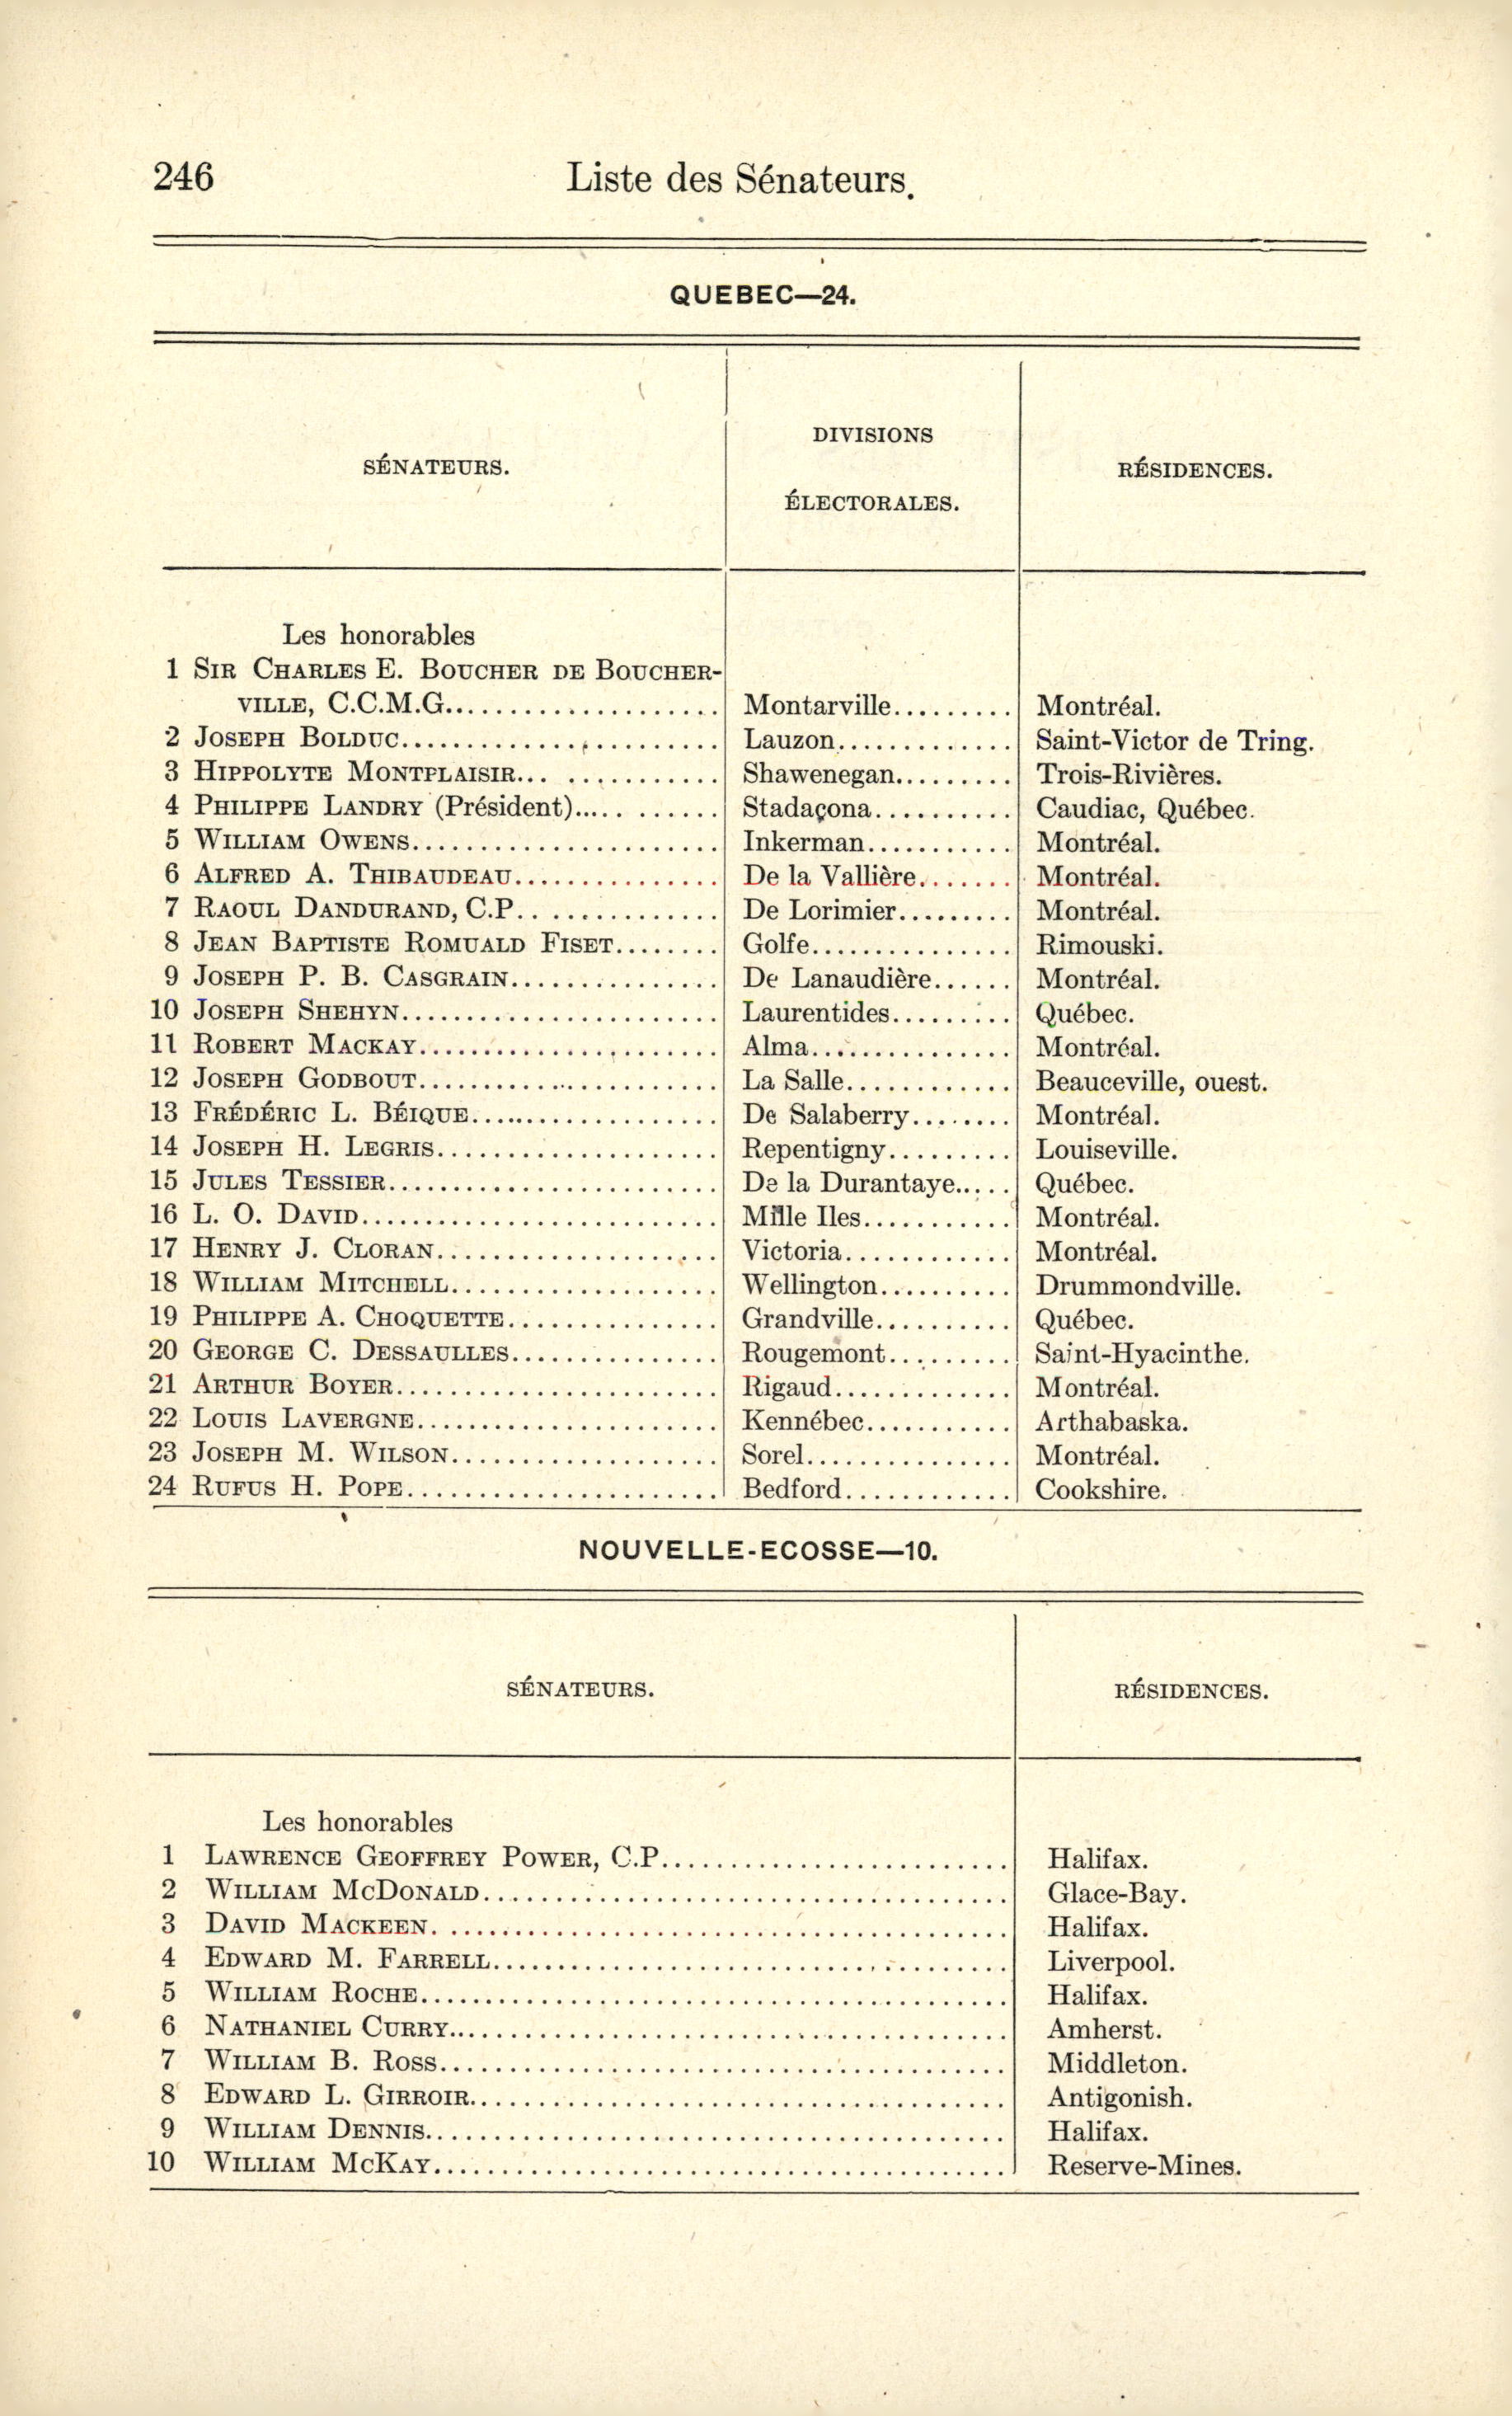 246
Liste des Sénateurs.
QUEBEC—24.
SÉNATEURS.
DIVISIONS
ÉLECTORALES.
RÉSIDENCES.
Les honorables
1 SIR CHARLES E. BOUCHER DE BOUCHER-
VILLE, C.C.M.G. Montarville. Montréal.
2 JOSEPH BOLDUC. Lauzon. Saint-Victor de Tring.
3 HIPPOLYTE MONTPLAISIR. Shawenegan. Trois-Rivières.
4 PHILIPPE LANDRY (Président). Stadaçona. Caudiac, Québec.
5 WILLIAM OWENS. Inkerman. Montréal.
6 ALFRED A. THIBAUDEAU. De la Vallière. Montréal.
7 RAOUL DANDURAND, C.P. De Lorimier. Montréal.
8 JEAN BAPTISTE ROMUALD FISET. Golfe. Rimouski.
9 JOSEPH P. B. CASGRAIN. De Lanaudière. Montréal.
10 JOSEPH SHEHYN. Laurentides. Québec.
11 ROBERT MACKAY. Alma. Montréal.
12 JOSEPH GODBOUT. La Salle. Beauceville, ouest.
13 FRÉDÉRIC L. BÉIQUE. De Salaberry. Montréal.
14 JOSEPH H. LEGRIS. Repentigny. Louiseville.
15 JULES TESSIER. De la Durantaye. Québec.
16 L. O. DAVID. Mille Iles. Montréal.
17 HENRY J. CLORAN. Victoria. Montréal.
18 WILLIAM MITCHELL. Wellington. Drummondville.
19 PHILIPPE A. CHOQUETTE. Grandville. Québec.
20 GEORGE C. DESSAULLES. Rougemont. Saint-Hyacinthe.
21 ARTHUR BOYER. Rigaud. Montréal.
22 LOUIS LAVERGNE. Kennébec. Arthabaska.
23 JOSEPH M. WILSON. Sorel. Montréal.
24 RUFUS H. POPE. Bedford. Cookshire.
NOUVELLE-ECOSSE—10.
SÉNATEURS.
RÉSIDENCES.
Les honorables
1 LAWRENCE GEOFFREY POWER, C.P. Halifax.
2 WILLIAM MCDONALD. Glace-Bay.
3 DAVID MACKEEN. Halifax.
4 EDWARD M. FARRELL. Liverpool.
5 WILLIAM ROCHE. Halifax.
6 NATHANIEL CURRY. Amherst.
7 WILLIAM B. ROSS. Middleton.
8 EDWARD L. GIRROIR. Antigonish.
9 WILLIAM DENNIS. Halifax.
10 WILLIAM MCKAY. Reserve-Mines.